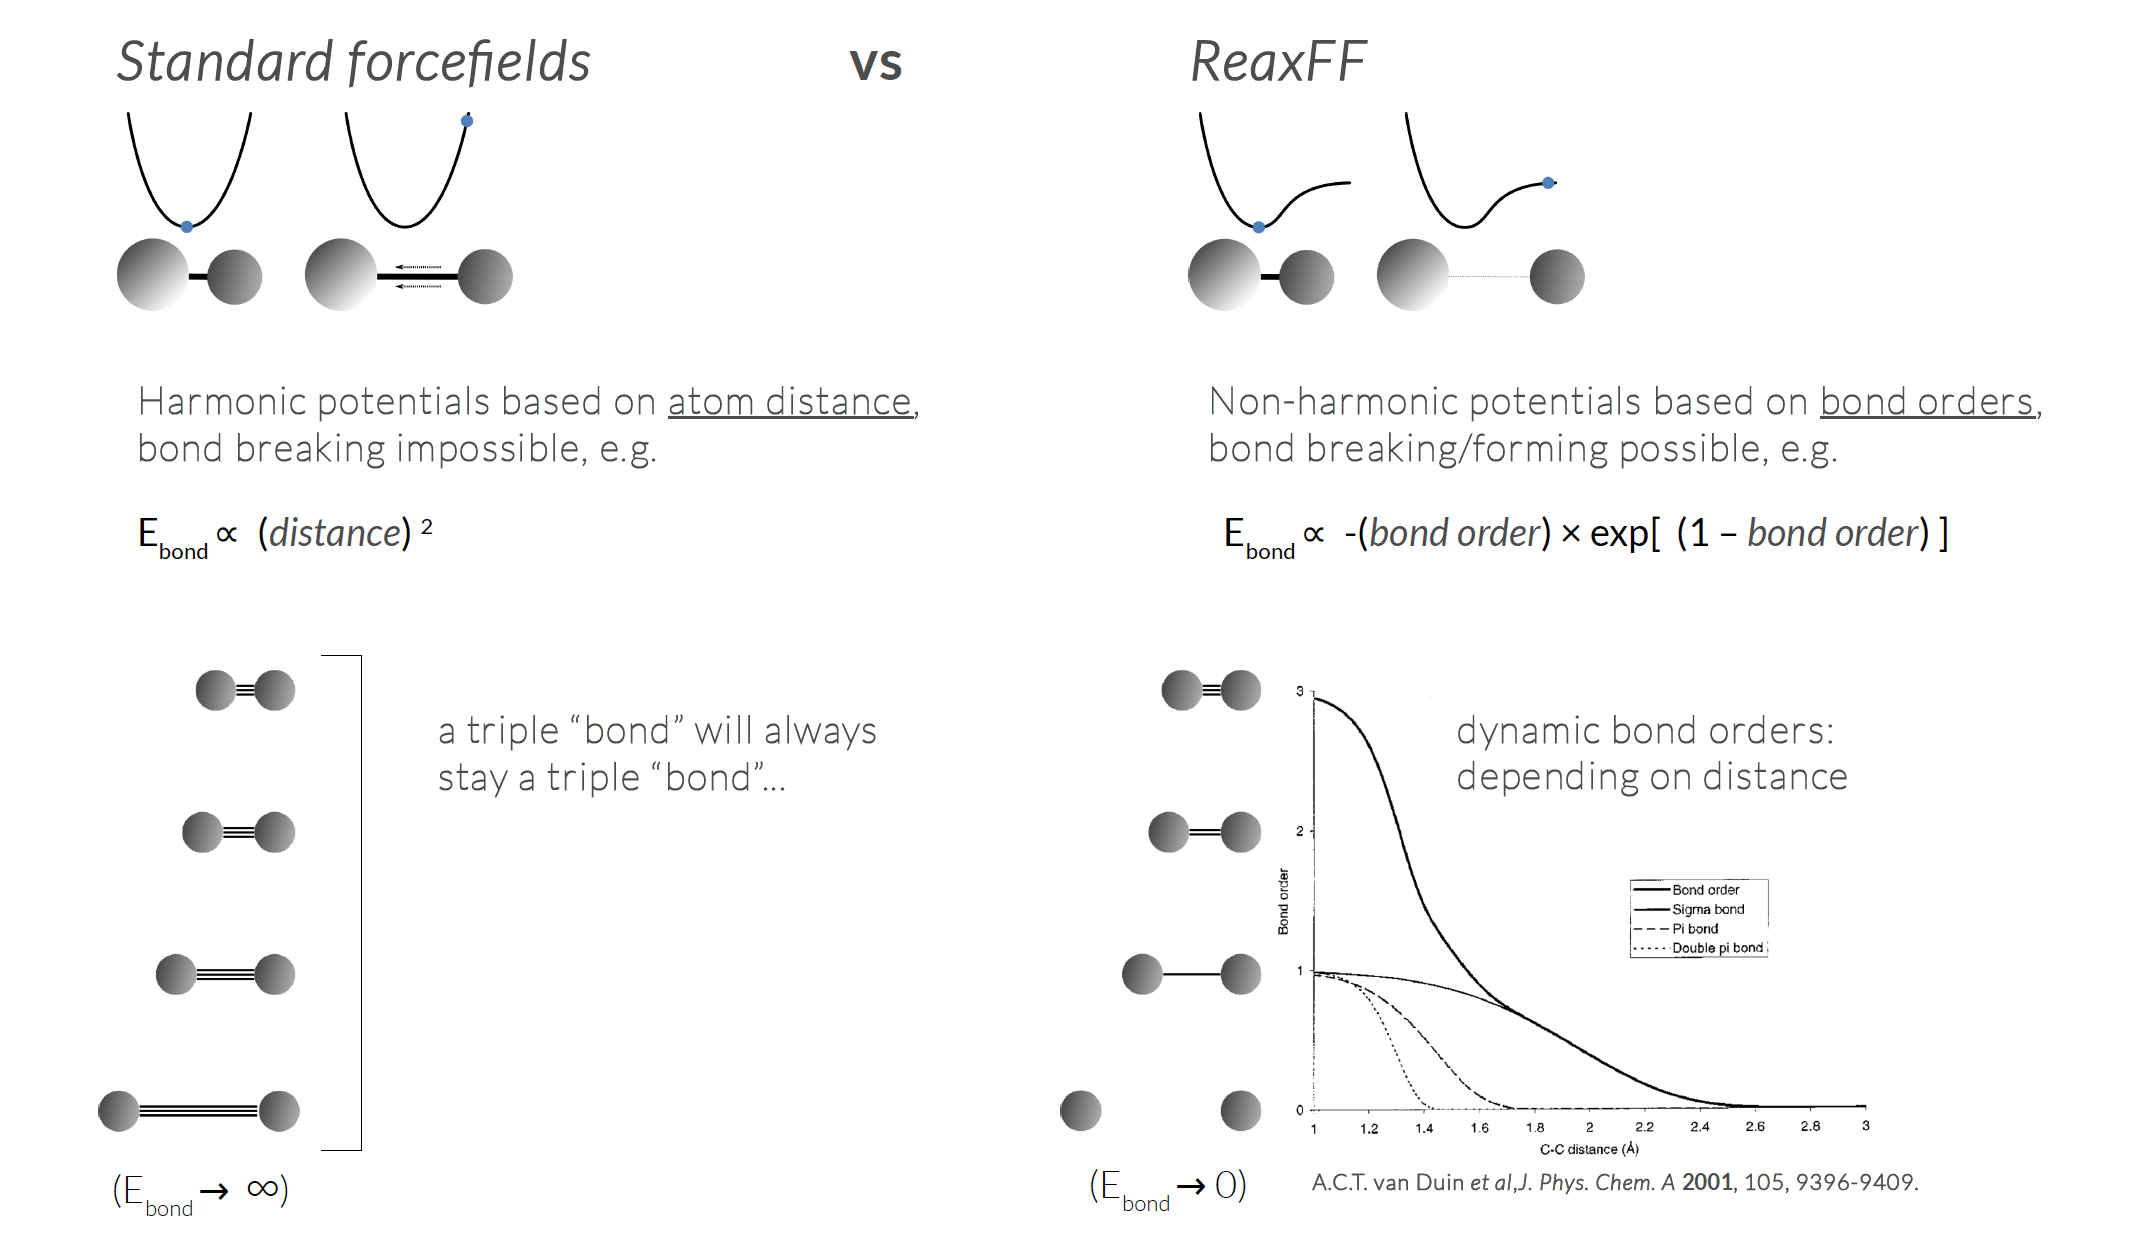 Standard forcefields
vs
ReaxFF
Harmonic potentials based on atom distance,
bond breaking impossible, e.g.
E_bond ∝ (distance)²
Non-harmonic potentials based on bond orders,
bond breaking/forming possible, e.g.
E_bond ∝ -(bond order) × exp[ (1 – bond order) ]
a triple “bond” will always
stay a triple “bond”...
(E_bond → ∞)
dynamic bond orders:
depending on distance
3
2
1
0
Bond order
Bond order
Sigma bond
Pi bond
Double pi bond
1 1.2 1.4 1.6 1.8 2 2.2 2.4 2.6 2.8 3
C-C distance (Å)
(E_bond → 0)
A.C.T. van Duin et al,J. Phys. Chem. A 2001, 105, 9396-9409.